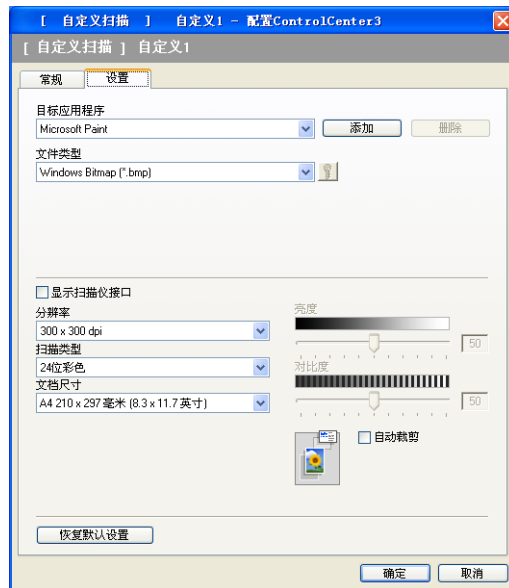 [ 自定义扫描 ] 自定义1 - 配置ControlCenter3
[ 自定义扫描 ] 自定义1
常规 设置
目标应用程序
Microsoft Paint 添加 删除
文件类型
Windows Bitmap (*.bmp)
显示扫描仪接口
分辨率
300 x 300 dpi
扫描类型
24位彩色
文档尺寸
A4 210 x 297 毫米 (8.3 x 11.7 英寸)
亮度
50
对比度
50
自动裁剪
恢复默认设置
确定 取消